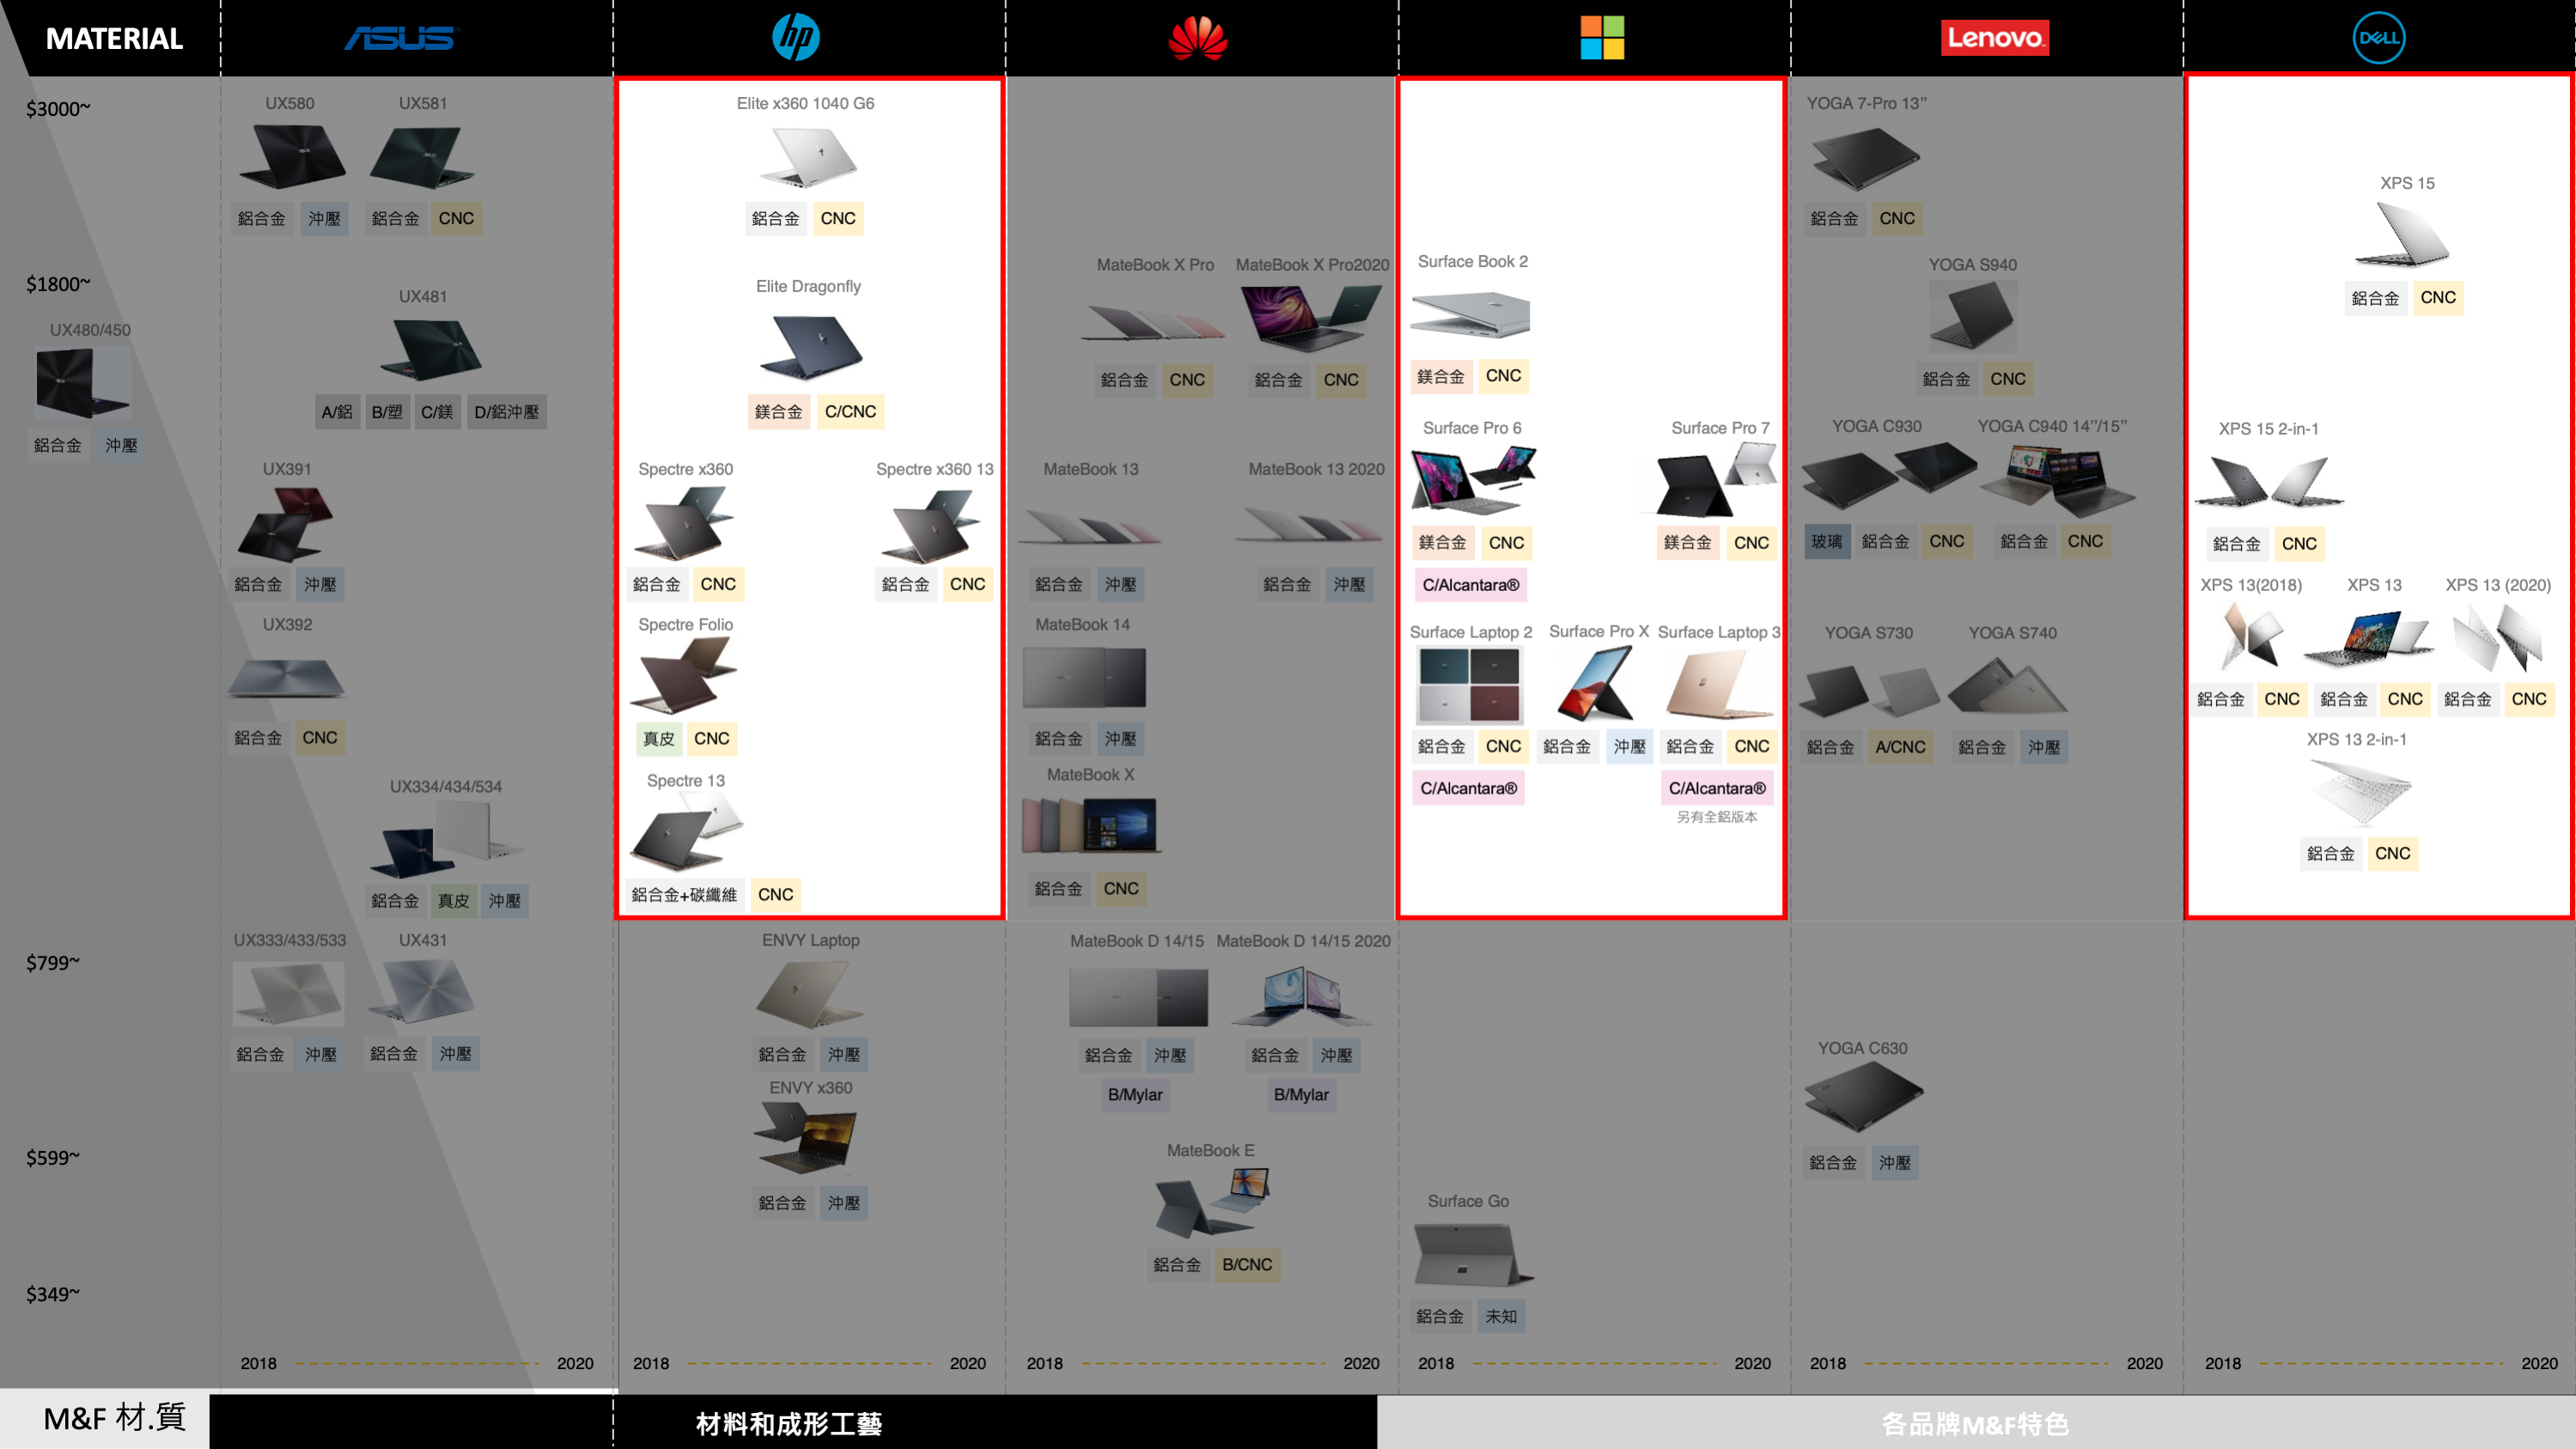 MATERIAL
ASUS
hp
Lenovo
DELL
$3000~
$1800~
$799~
$599~
$349~
UX480/450
鋁合金 沖壓
UX580 UX581
鋁合金 沖壓 鋁合金 CNC
UX481
A/鋁 B/塑 C/鎂 D/鋁沖壓
UX391
鋁合金 沖壓
UX392
鋁合金 CNC
UX334/434/534
鋁合金 真皮 沖壓
UX333/433/533 UX431
鋁合金 沖壓 鋁合金 沖壓
2018 2020
Elite x360 1040 G6
鋁合金 CNC
Elite Dragonfly
鎂合金 C/CNC
Spectre x360 Spectre x360 13
鋁合金 CNC 鋁合金 CNC
Spectre Folio
真皮 CNC
Spectre 13
鋁合金+碳纖維 CNC
ENVY Laptop
鋁合金 沖壓
ENVY x360
鋁合金 沖壓
2018 2020
MateBook X Pro MateBook X Pro2020
鋁合金 CNC 鋁合金 CNC
MateBook 13 MateBook 13 2020
鋁合金 沖壓 鋁合金 沖壓
MateBook 14
鋁合金 沖壓
MateBook X
鋁合金 CNC
MateBook D 14/15 MateBook D 14/15 2020
鋁合金 沖壓 鋁合金 沖壓
B/Mylar B/Mylar
MateBook E
鋁合金 B/CNC
2018 2020
Surface Book 2
鎂合金 CNC
Surface Pro 6 Surface Pro 7
鎂合金 CNC 鎂合金 CNC
C/Alcantara®
Surface Laptop 2 Surface Pro X Surface Laptop 3
鋁合金 CNC 鋁合金 沖壓 鋁合金 CNC
C/Alcantara® C/Alcantara®
另有全鋁版本
Surface Go
鋁合金 未知
2018 2020
YOGA 7-Pro 13”
鋁合金 CNC
YOGA S940
鋁合金 CNC
YOGA C930 YOGA C940 14”/15”
玻璃 鋁合金 CNC 鋁合金 CNC
YOGA S730 YOGA S740
鋁合金 A/CNC 鋁合金 沖壓
YOGA C630
鋁合金 沖壓
2018 2020
XPS 15
鋁合金 CNC
XPS 15 2-in-1
鋁合金 CNC
XPS 13(2018) XPS 13 XPS 13 (2020)
鋁合金 CNC 鋁合金 CNC 鋁合金 CNC
XPS 13 2-in-1
鋁合金 CNC
2018 2020
M&F 材.質
材料和成形工藝
各品牌M&F特色